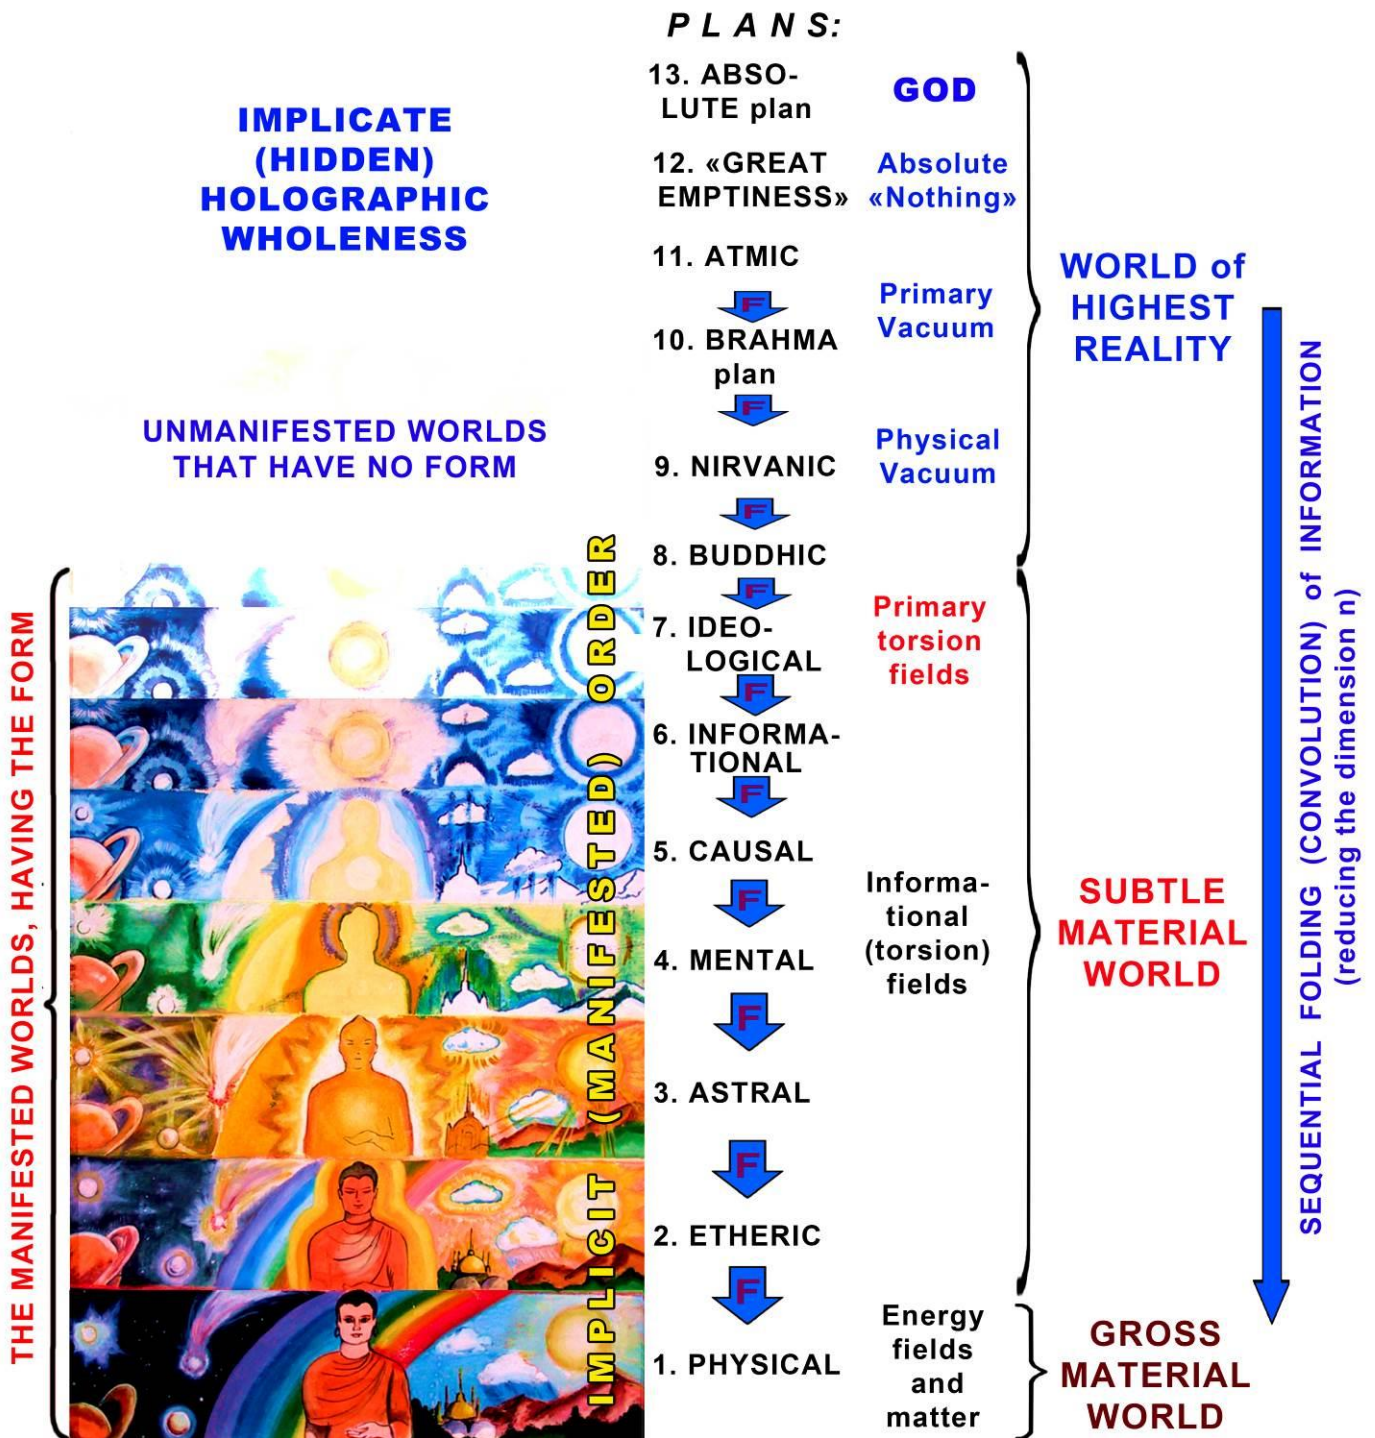 PLANS:
13. ABSO-
LUTE plan
GOD
IMPLICATE
(HIDDEN)
HOLOGRAPHIC
WHOLENESS
12. «GREAT
EMPTINESS»
Absolute
«Nothing»
11. ATMIC
F
Primary
Vacuum
10. BRAHMA
plan
F
WORLD of
HIGHEST
REALITY
UNMANIFESTED WORLDS
THAT HAVE NO FORM
9. NIRVANIC
Physical
Vacuum
F
8. BUDDHIC
F
7. IDEO-
LOGICAL
Primary
torsion
fields
F
6. INFORMA-
TIONAL
F
5. CAUSAL
F
Informa-
tional
(torsion)
fields
4. MENTAL
F
SUBTLE
MATERIAL
WORLD
3. ASTRAL
F
2. ETHERIC
F
1. PHYSICAL
Energy
fields
and
matter
GROSS
MATERIAL
WORLD
THE MANIFESTED WORLDS, HAVING THE FORM
IMPLICIT (MANIFESTED) ORDER
SEQUENTIAL FOLDING (CONVOLUTION) of INFORMATION
(reducing the dimension n)